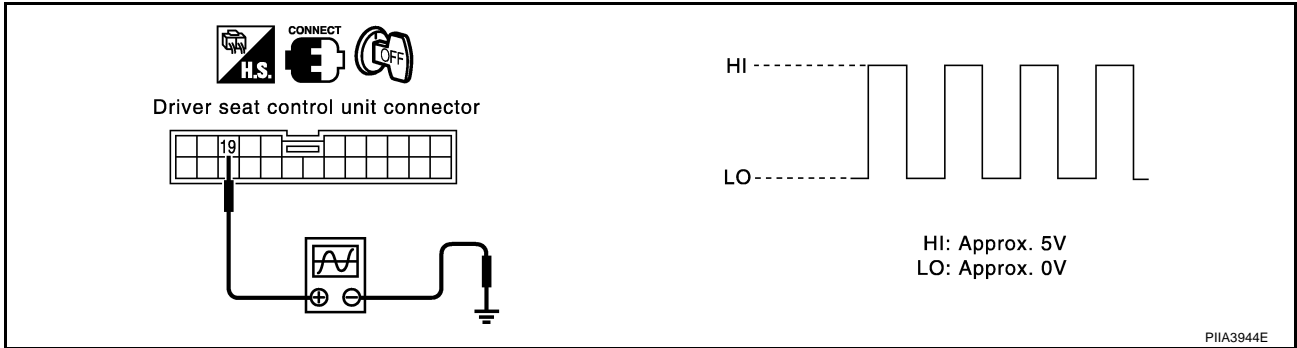 CONNECT
H.S.
OFF
Driver seat control unit connector
19
HI
LO
HI: Approx. 5V
LO: Approx. 0V
PIIA3944E